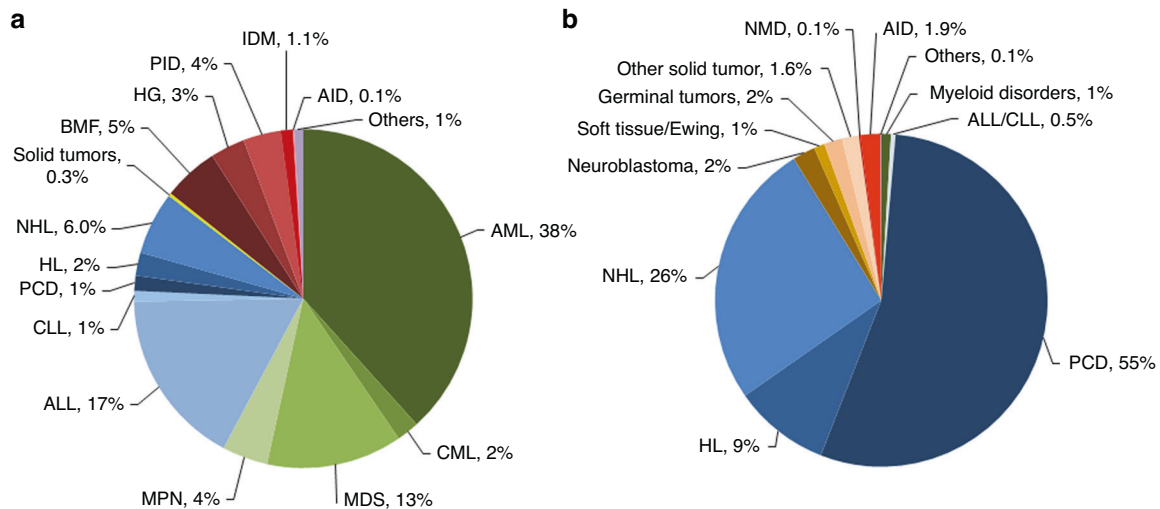 a
IDM, 1.1%
PID, 4%
HG, 3%
AID, 0.1%
Others, 1%
BMF, 5%
Solid tumors,
0.3%
NHL, 6.0%
AML, 38%
HL, 2%
PCD, 1%
CLL, 1%
ALL, 17%
CML, 2%
MPN, 4%
MDS, 13%
b
NMD, 0.1%
AID, 1.9%
Others, 0.1%
Other solid tumor, 1.6%
Myeloid disorders, 1%
Germinal tumors, 2%
ALL/CLL, 0.5%
Soft tissue/Ewing, 1%
Neuroblastoma, 2%
NHL, 26%
PCD, 55%
HL, 9%